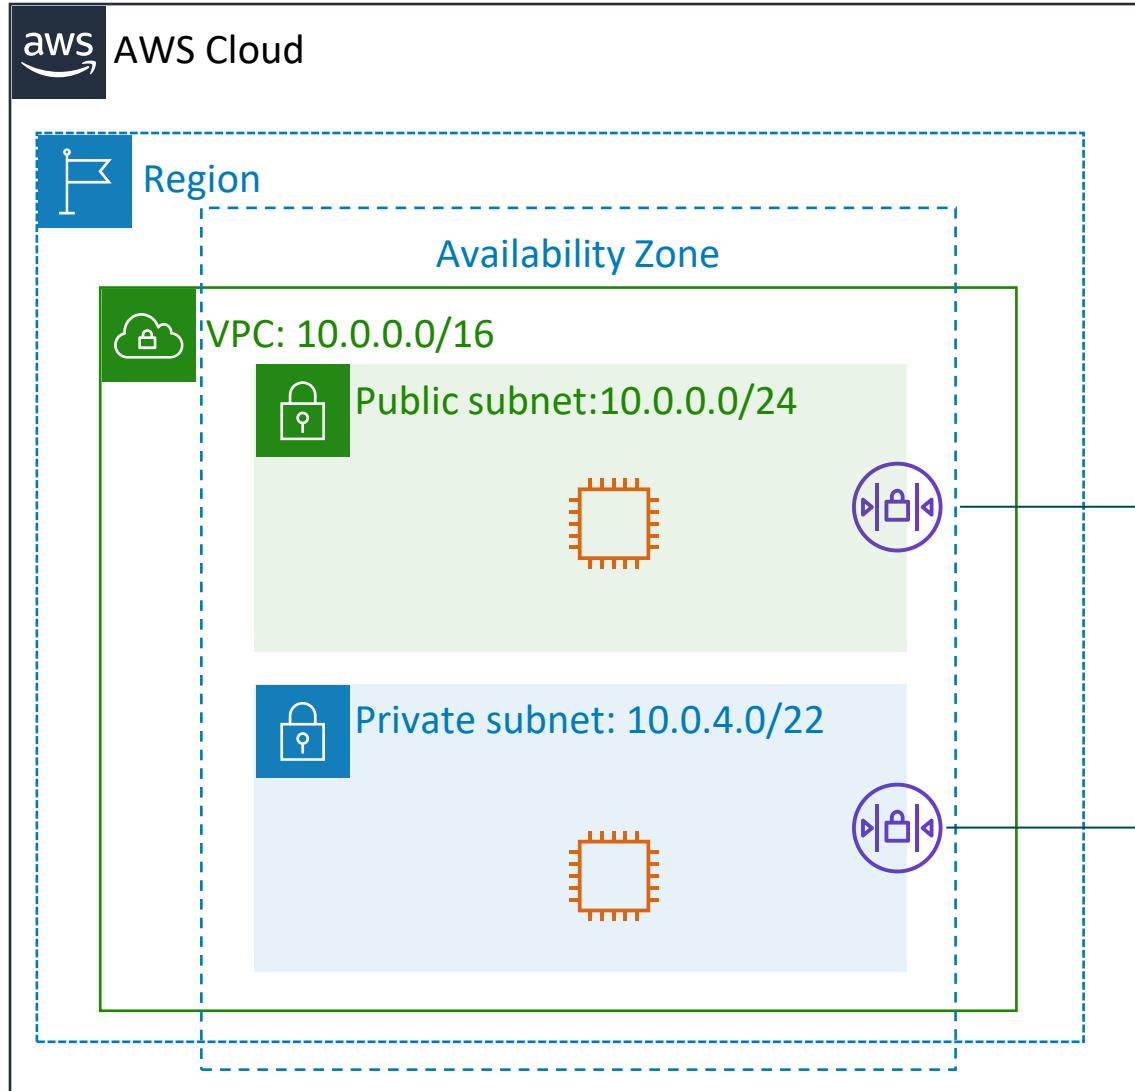 aws
AWS Cloud
Region
Availability Zone
VPC: 10.0.0.0/16
Public subnet:10.0.0.0/24
Private subnet: 10.0.4.0/22